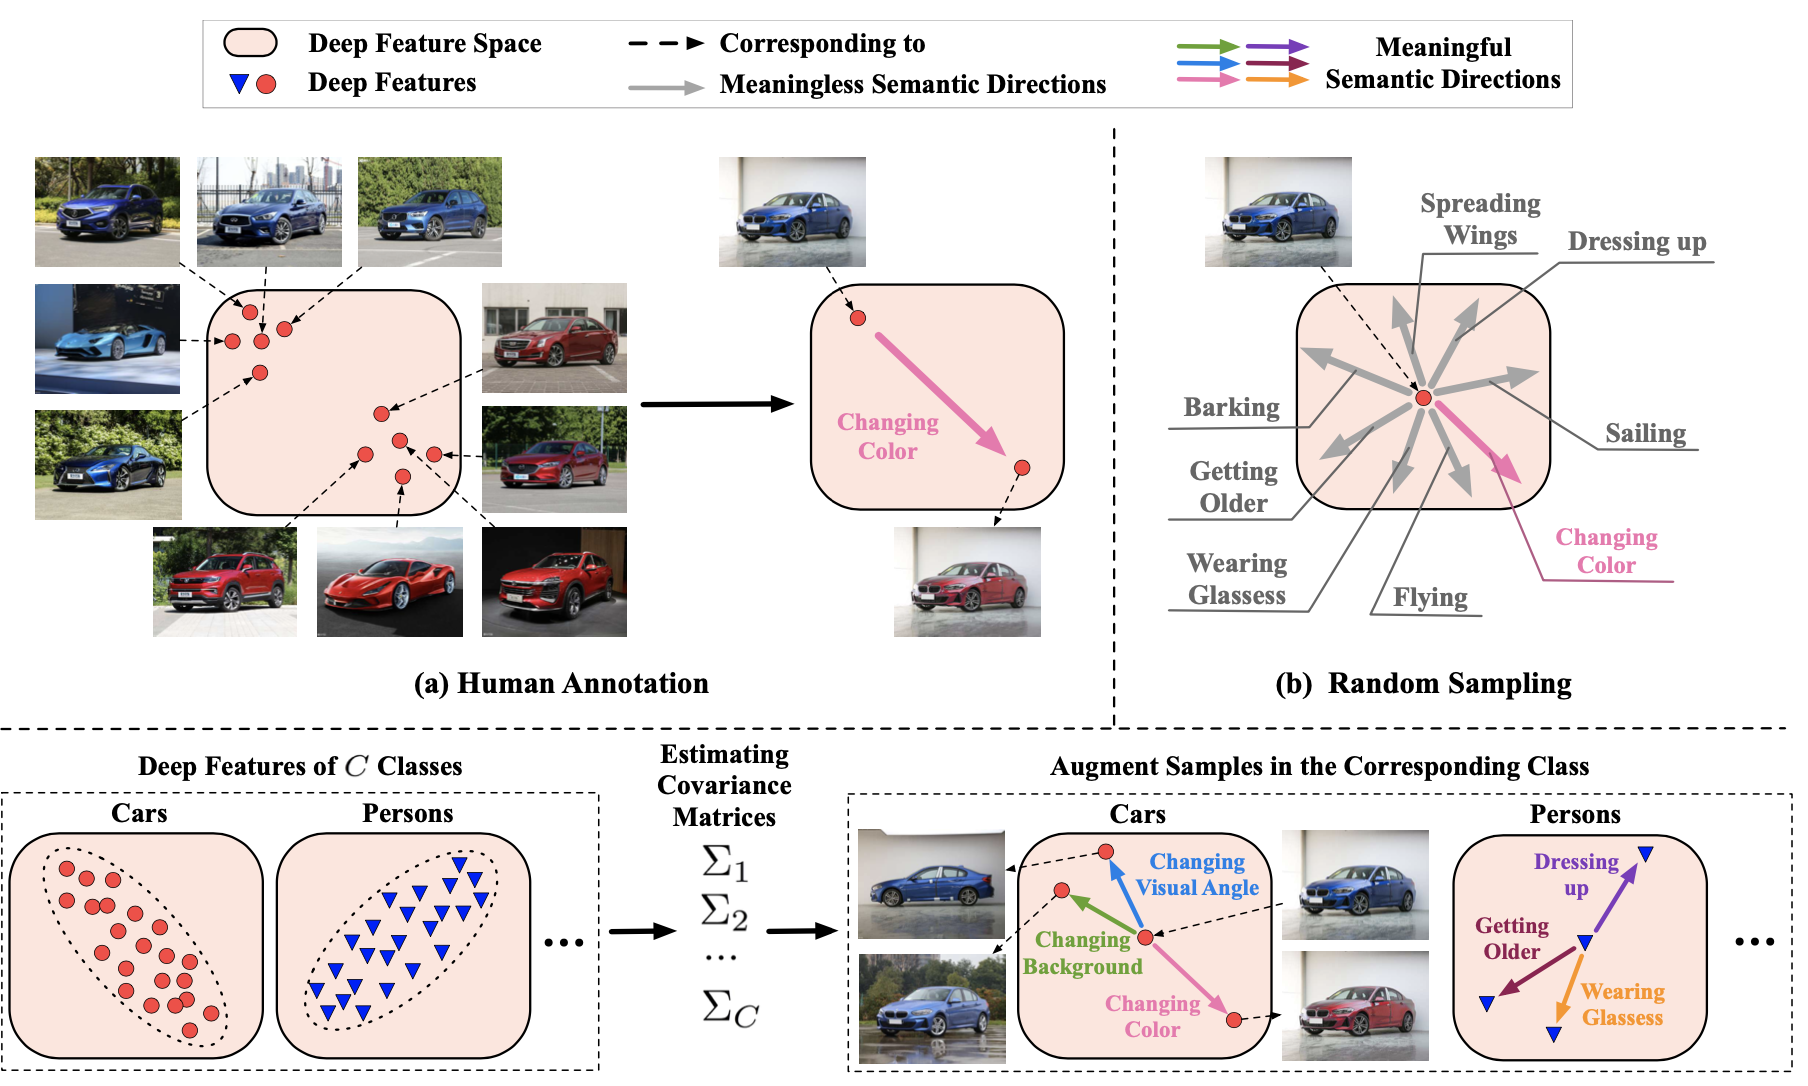 Deep Feature Space
Deep Features
Corresponding to
Meaningless Semantic Directions
Meaningful
Semantic Directions
Changing
Color
(a) Human Annotation
Spreading
Wings
Dressing up
Barking
Sailing
Getting
Older
Changing
Color
Wearing
Glassess
Flying
(b) Random Sampling
Deep Features of C Classes
Cars
Persons
...
Estimating
Covariance
Matrices
Σ1
Σ2
...
ΣC
Augment Samples in the Corresponding Class
Cars
Changing
Visual Angle
Changing
Background
Changing
Color
Persons
Dressing
up
Getting
Older
Wearing
Glassess
...